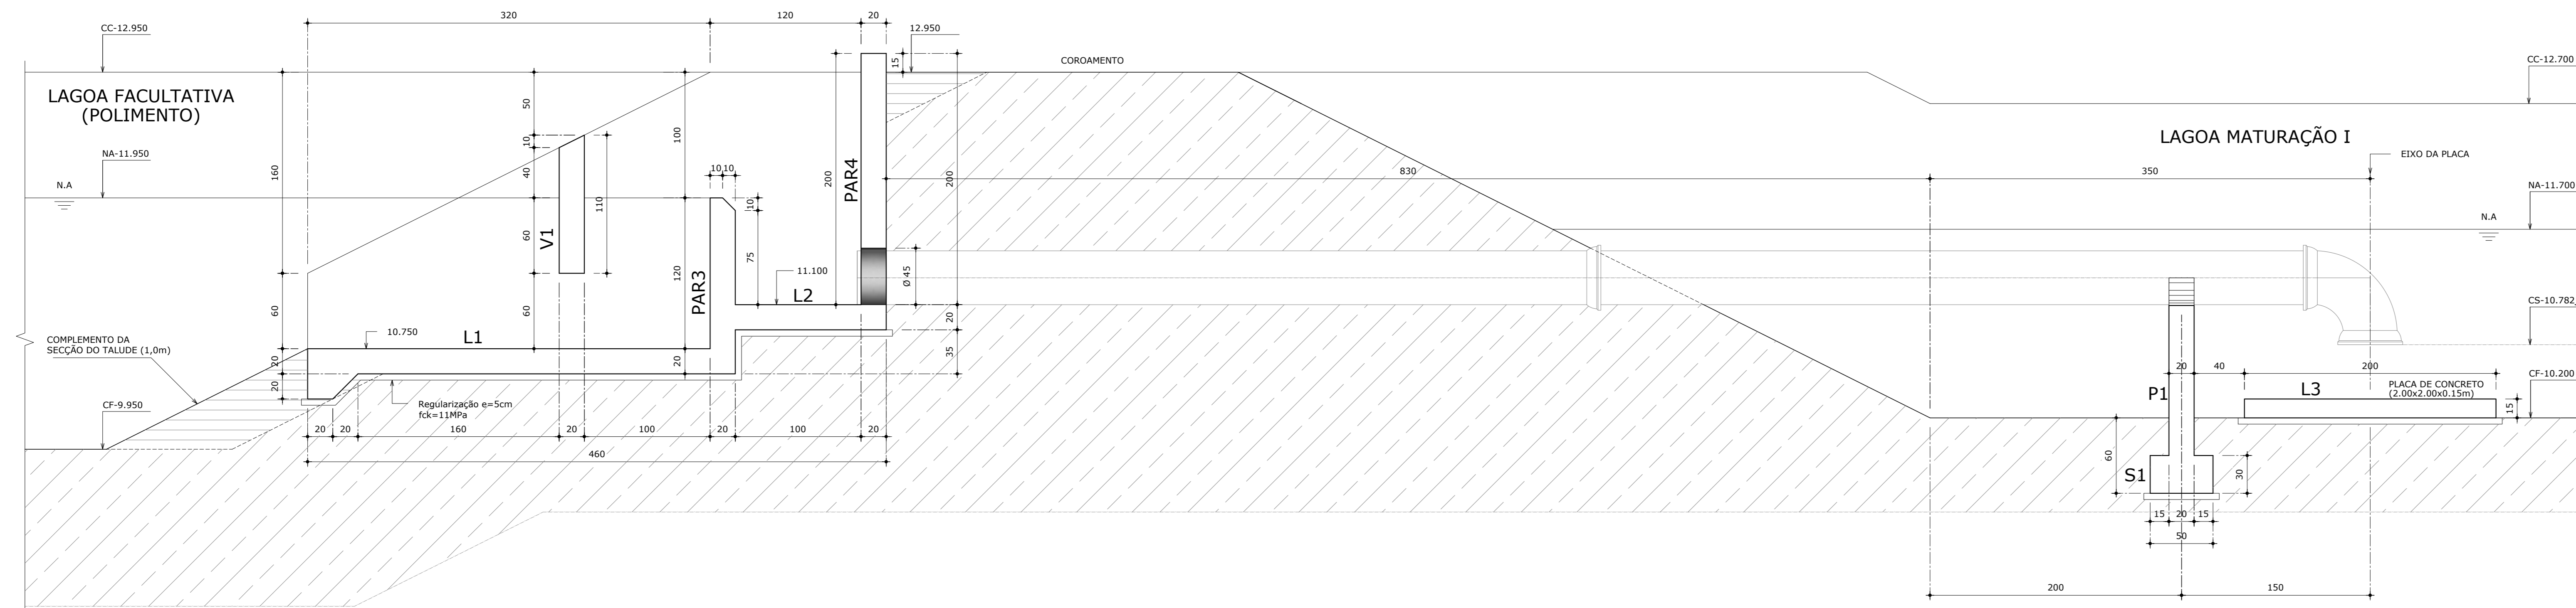 320
120
20
CC-12.950
12.950
15
COROAMENTO
CC-12.700
LAGOA FACULTATIVA
(POLIMENTO)
50
100
10
LAGOA MATURAÇÃO I
NA-11.950
EIXO DA PLACA
160
40
10
10
200
PAR4
200
830
350
NA-11.700
N.A
110
10
N.A
60
V1
75
PAR3
120
11.100
Ø 45
L2
CS-10.782
60
60
20
10.750
L1
COMPLEMENTO DA
SECÇÃO DO TALUDE (1,0m)
20
20
35
20
40
200
CF-10.200
20
P1
L3
PLACA DE CONCRETO
(2.00x2.00x0.15m)
15
CF-9.950
Regularização e=5cm
fck=11MPa
20
20
160
20
100
20
100
20
460
60
S1
30
15
20
15
50
200
150